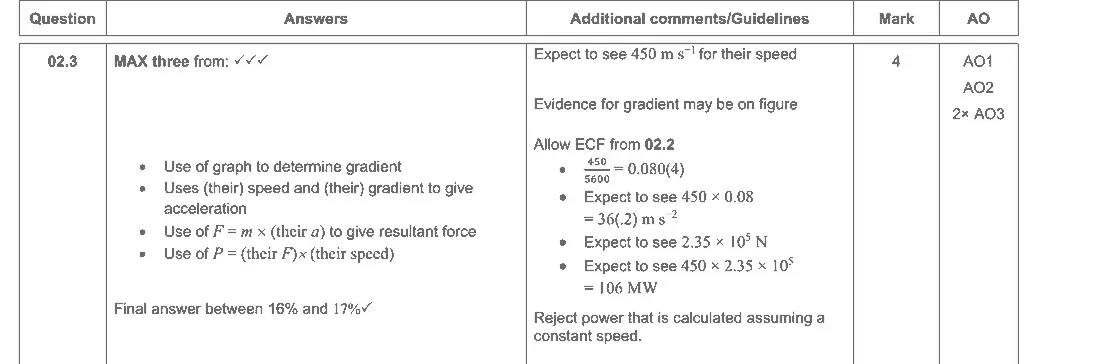 Question Answers Additional comments/Guidelines Mark AO
02.3 MAX three from: ✓✓✓ Expect to see 450 m s⁻¹ for their speed 4 AO1
AO2
Evidence for gradient may be on figure
2× AO3
Allow ECF from 02.2
• Use of graph to determine gradient
• Uses (their) speed and (their) gradient to give
acceleration
• Use of F = m × (their a) to give resultant force
• Use of P = (their F)× (their speed)
• 450/5600 = 0.080(4)
• Expect to see 450 × 0.08
= 36(.2) m s⁻²
• Expect to see 2.35 × 10⁵ N
• Expect to see 450 × 2.35 × 10⁵
= 106 MW
Final answer between 16% and 17%✓
Reject power that is calculated assuming a
constant speed.